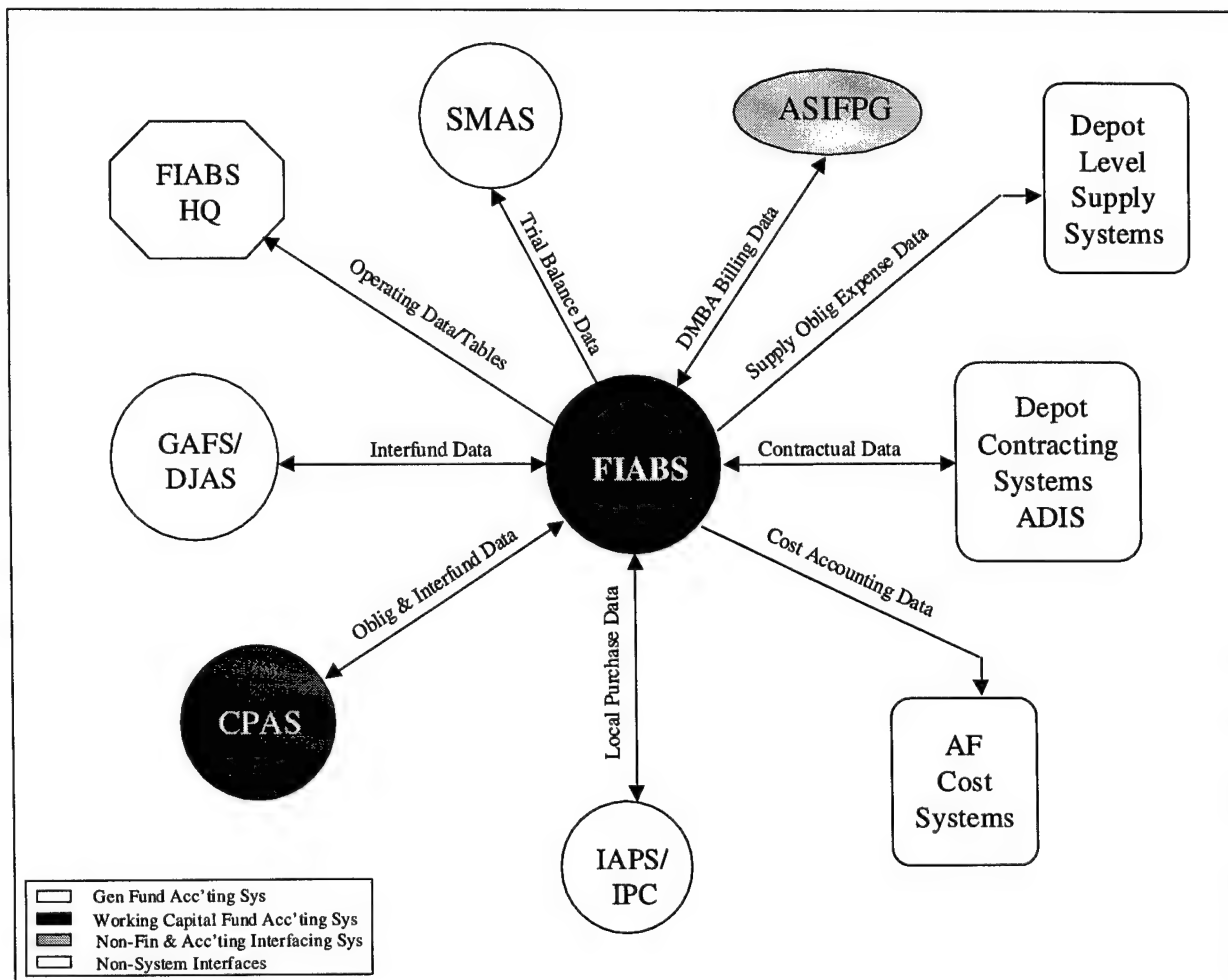 SMAS
ASIFPG
Depot
Level
Supply
Systems
FIABS
HQ
Trial Balance Data
DMBA Billing Data
Supply Oblig Expense Data
Operating Data/Tables
GAFS/
DJAS
Interfund Data
FIABS
Contractual Data
Depot
Contracting
Systems
ADIS
Oblig & Interfund Data
Local Purchase Data
Cost Accounting Data
CPAS
IAPS/
IPC
AF
Cost
Systems
Gen Fund Acc'ting Sys
Working Capital Fund Acc'ting Sys
Non-Fin & Acc'ting Interfacing Sys
Non-System Interfaces